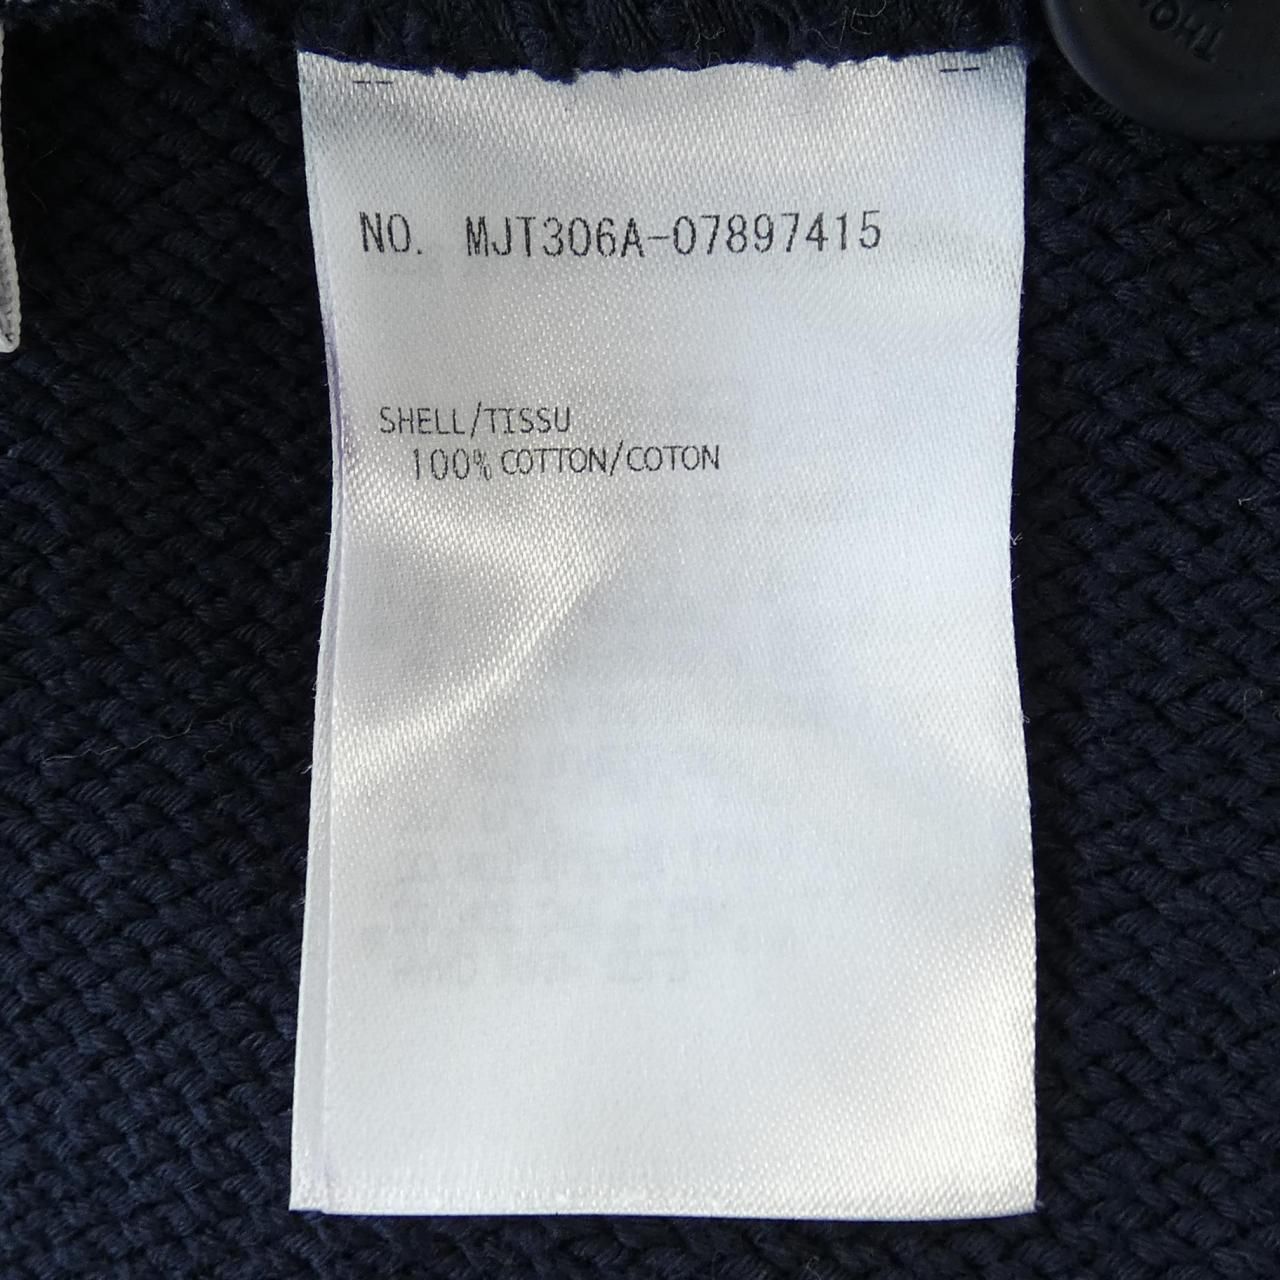 NO. MJT306A-07897415
SHELL/TISSU
100% COTTON/COTON